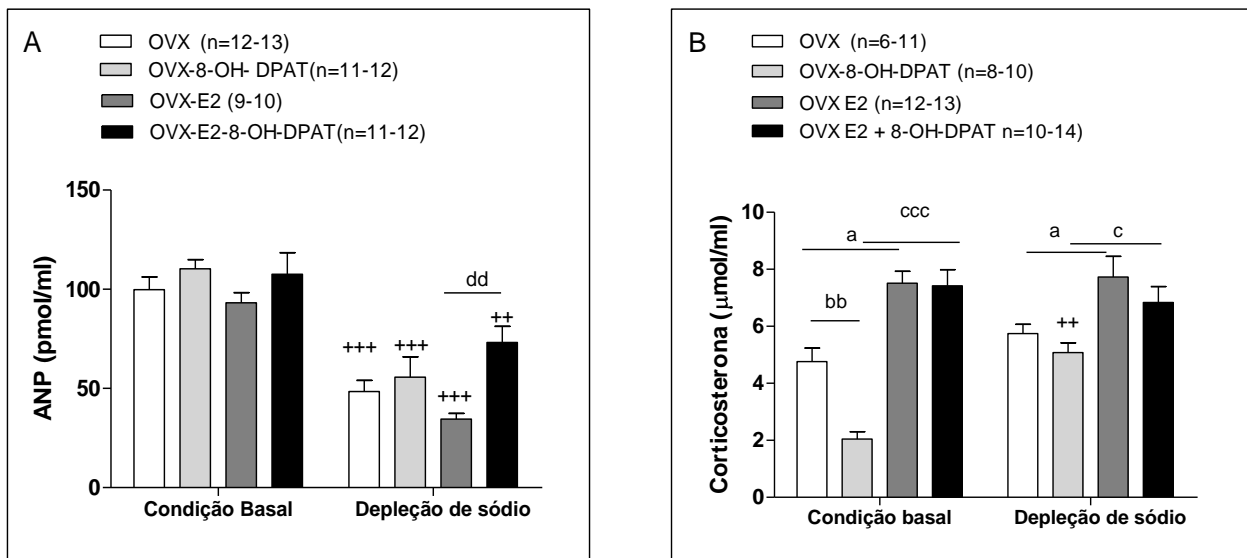 A
OVX (n=12-13)
OVX-8-OH- DPAT(n=11-12)
OVX-E2 (9-10)
OVX-E2-8-OH-DPAT(n=11-12)
150
100
50
0
ANP (pmol/ml)
+++
+++
+++
dd
++
Condição Basal
Depleção de sódio
B
OVX (n=6-11)
OVX-8-OH-DPAT (n=8-10)
OVX E2 (n=12-13)
OVX E2 + 8-OH-DPAT n=10-14)
10
8
6
4
2
0
Corticosterona (μmol/ml)
a
ccc
bb
a
c
++
Condição basal
Depleção de sódio